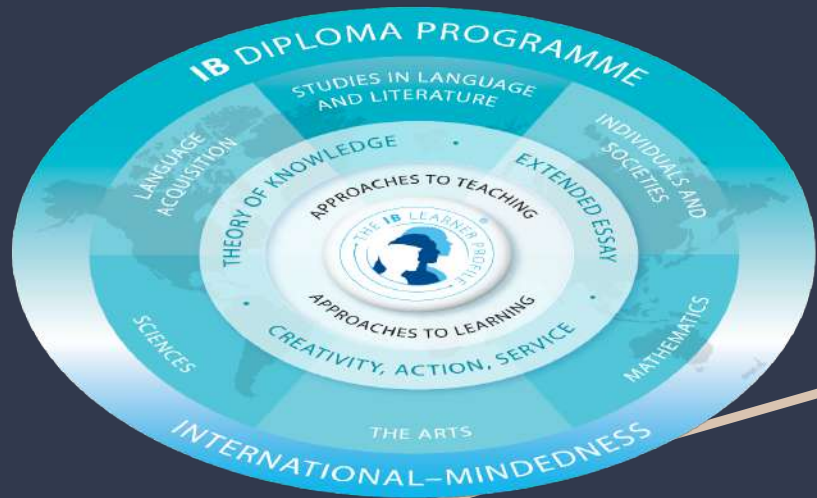 IB DIPLOMA PROGRAMME
STUDIES IN LANGUAGE
AND LITERATURE
LANGUAGE
ACQUISITION
INDIVIDUALS AND
SOCIETIES
THEORY OF KNOWLEDGE
•
EXTENDED ESSAY
APPROACHES TO TEACHING
THE IB LEARNER PROFILE
®
APPROACHES TO LEARNING
•
CREATIVITY, ACTION, SERVICE
•
SCIENCES
MATHEMATICS
THE ARTS
INTERNATIONAL–MINDEDNESS